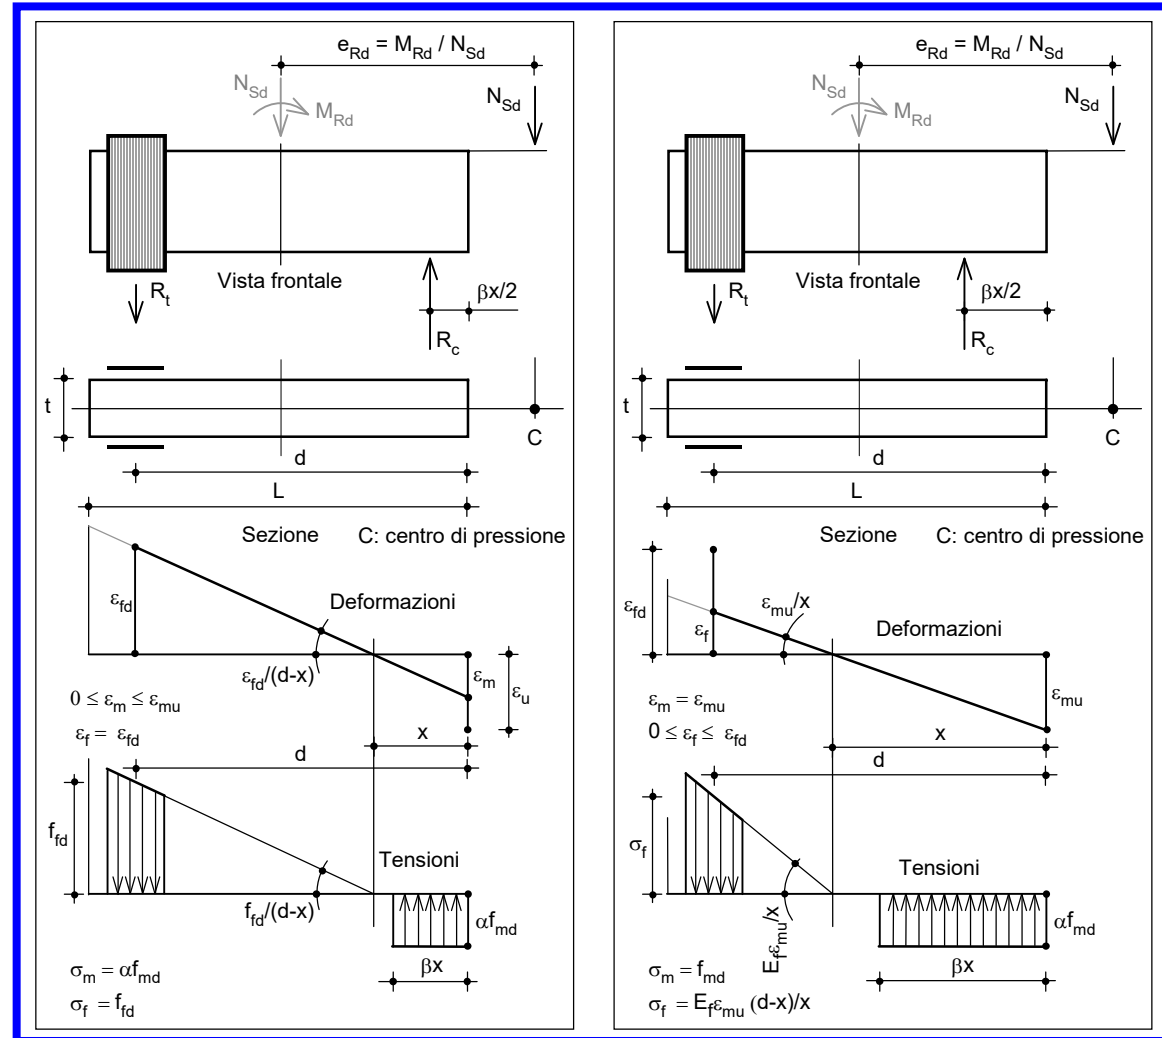 e_Rd = M_Rd / N_Sd
N_Sd
N_Sd
M_Rd
Vista frontale
R_t
βx/2
R_c
t
C
d
L
Sezione
C: centro di pressione
ε_fd
Deformazioni
ε_fd/(d-x)
ε_m
ε_u
0 ≤ ε_m ≤ ε_mu
ε_f = ε_fd
x
d
f_fd
Tensioni
f_fd/(d-x)
αf_md
βx
σ_m = αf_md
σ_f = f_fd
e_Rd = M_Rd / N_Sd
N_Sd
N_Sd
M_Rd
Vista frontale
R_t
βx/2
R_c
t
C
d
L
Sezione
C: centro di pressione
ε_fd
ε_f
ε_mu/x
Deformazioni
ε_mu
ε_m = ε_mu
0 ≤ ε_f ≤ ε_fd
x
d
σ_f
Tensioni
E_fε_mu/x
αf_md
βx
σ_m = f_md
σ_f = E_fε_mu (d-x)/x